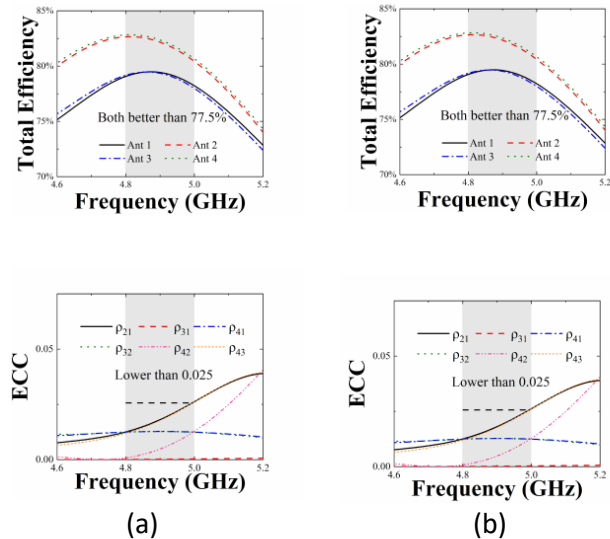 Total Efficiency
85%
80%
75%
70%
Both better than 77.5%
Ant 1
Ant 2
Ant 3
Ant 4
4.6
4.8
5.0
5.2
Frequency (GHz)
Total Efficiency
85%
80%
75%
70%
Both better than 77.5%
Ant 1
Ant 2
Ant 3
Ant 4
4.6
4.8
5.0
5.2
Frequency (GHz)
ECC
0.05
0.00
ρ21
ρ31
ρ41
ρ32
ρ42
ρ43
Lower than 0.025
4.6
4.8
5.0
5.2
Frequency (GHz)
(a)
ECC
0.05
0.00
ρ21
ρ31
ρ41
ρ32
ρ42
ρ43
Lower than 0.025
4.6
4.8
5.0
5.2
Frequency (GHz)
(b)